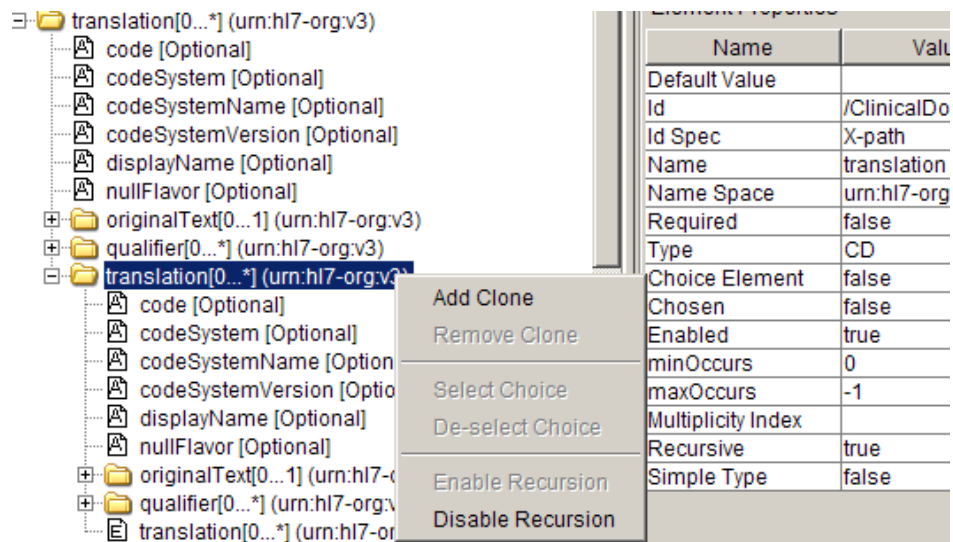 translation[0...*] (urn:hl7-org:v3)
code [Optional]
codeSystem [Optional]
codeSystemName [Optional]
codeSystemVersion [Optional]
displayName [Optional]
nullFlavor [Optional]
originalText[0...1] (urn:hl7-org:v3)
qualifier[0...*] (urn:hl7-org:v3)
translation[0...*] (urn:hl7-org:v3)
code [Optional]
codeSystem [Optional]
codeSystemName [Option
codeSystemVersion [Optio
displayName [Optional]
nullFlavor [Optional]
originalText[0...1] (urn:hl7-o
qualifier[0...*] (urn:hl7-org:v
translation[0...*] (urn:hl7-or
Add Clone
Remove Clone
Select Choice
De-select Choice
Enable Recursion
Disable Recursion
Element Properties
Name Valu
Default Value
Id /ClinicalDo
Id Spec X-path
Name translation
Name Space urn:hl7-org
Required false
Type CD
Choice Element false
Chosen false
Enabled true
minOccurs 0
maxOccurs -1
Multiplicity Index
Recursive true
Simple Type false